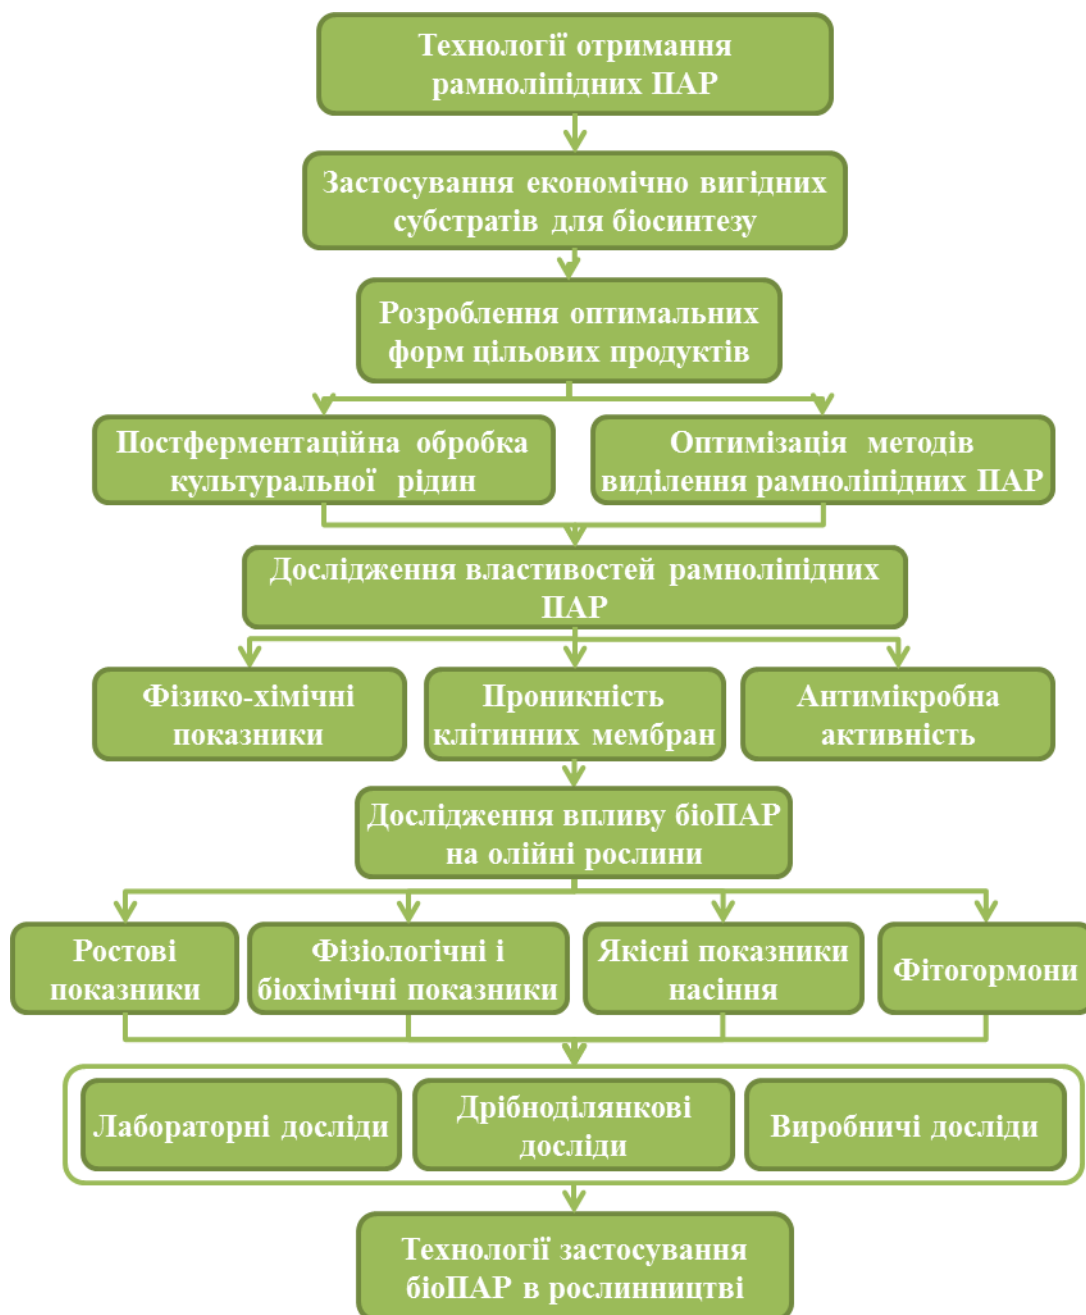 Технології отримання
рамноліпідних ПАР
Застосування економічно вигідних
субстратів для біосинтезу
Розроблення оптимальних
форм цільових продуктів
Постферментаційна обробка
культуральної рідин
Оптимізація методів
виділення рамноліпідних ПАР
Дослідження властивостей рамноліпідних
ПАР
Фізико-хімічні
показники
Проникність
клітинних мембран
Антимікробна
активність
Дослідження впливу біоПАР
на олійні рослини
Ростові
показники
Фізіологічні і
біохімічні показники
Якісні показники
насіння
Фітогормони
Лабораторні досліди
Дрібноділянкові
досліди
Виробничі досліди
Технології застосування
біоПАР в рослинництві